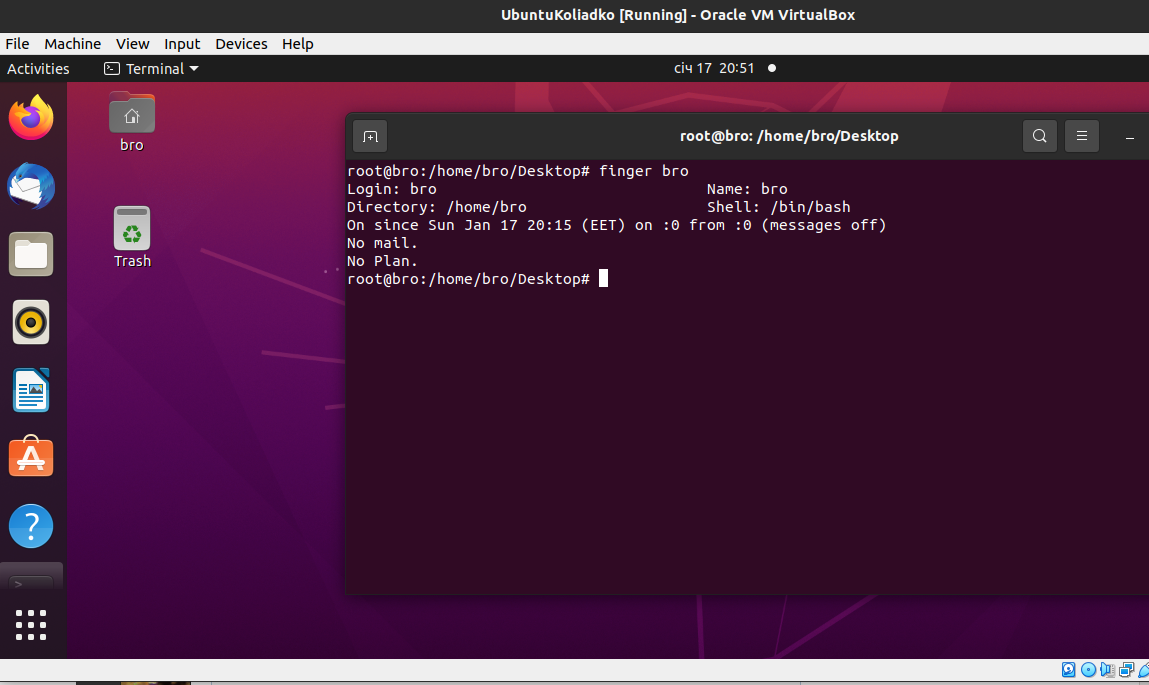 UbuntuKoliadko [Running] - Oracle VM VirtualBox
File Machine View Input Devices Help
Activities Terminal січ 17 20:51
bro
Trash
root@bro: /home/bro/Desktop
root@bro:/home/bro/Desktop# finger bro
Login: bro Name: bro
Directory: /home/bro Shell: /bin/bash
On since Sun Jan 17 20:15 (EET) on :0 from :0 (messages off)
No mail.
No Plan.
root@bro:/home/bro/Desktop#